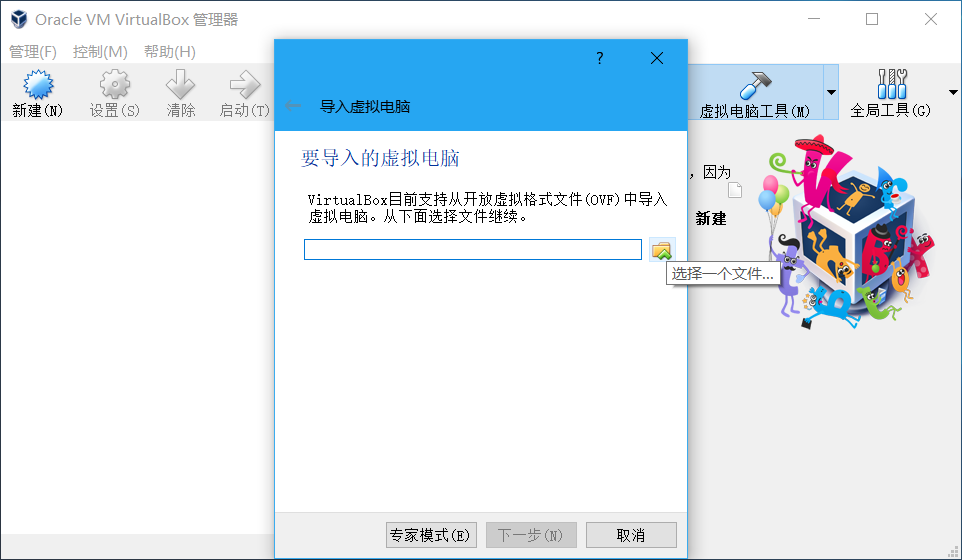 Oracle VM VirtualBox 管理器
管理(F) 控制(M) 帮助(H)
新建(N) 设置(S) 清除 启动(T) 虚拟电脑工具(M) 全局工具(G)
?
导入虚拟电脑
要导入的虚拟电脑
VirtualBox目前支持从开放虚拟格式文件(OVF)中导入
虚拟电脑。从下面选择文件继续。
，因为
新建
选择一个文件...
专家模式(E) 下一步(N) 取消